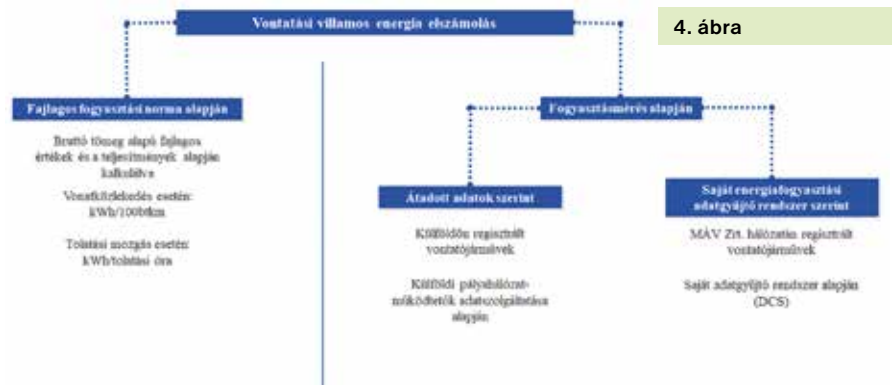 Vontatási villamos energia elszámolás
4. ábra
Fajlagos fogyasztási norma alapján
Bruttó tömeg alapú fajlagos
értékek és a teljesítmények alapján
kalkulálva
Vonatközlekedés esetén:
kWh/100btkm
Tolatási mozgás esetén:
kWh/tolatási óra
Fogyasztásmérés alapján
Átadott adatok szerint
Külföldön regisztrált
vontatójárművek
Külföldi pályahálózat-
működtetők adatszolgáltatása
alapján
Saját energiafogyasztási
adatgyűjtő rendszer szerint
MÁV Zrt. hálózatán regisztrált
vontatójárművek
Saját adatgyűjtő rendszer alapján
(DCS)